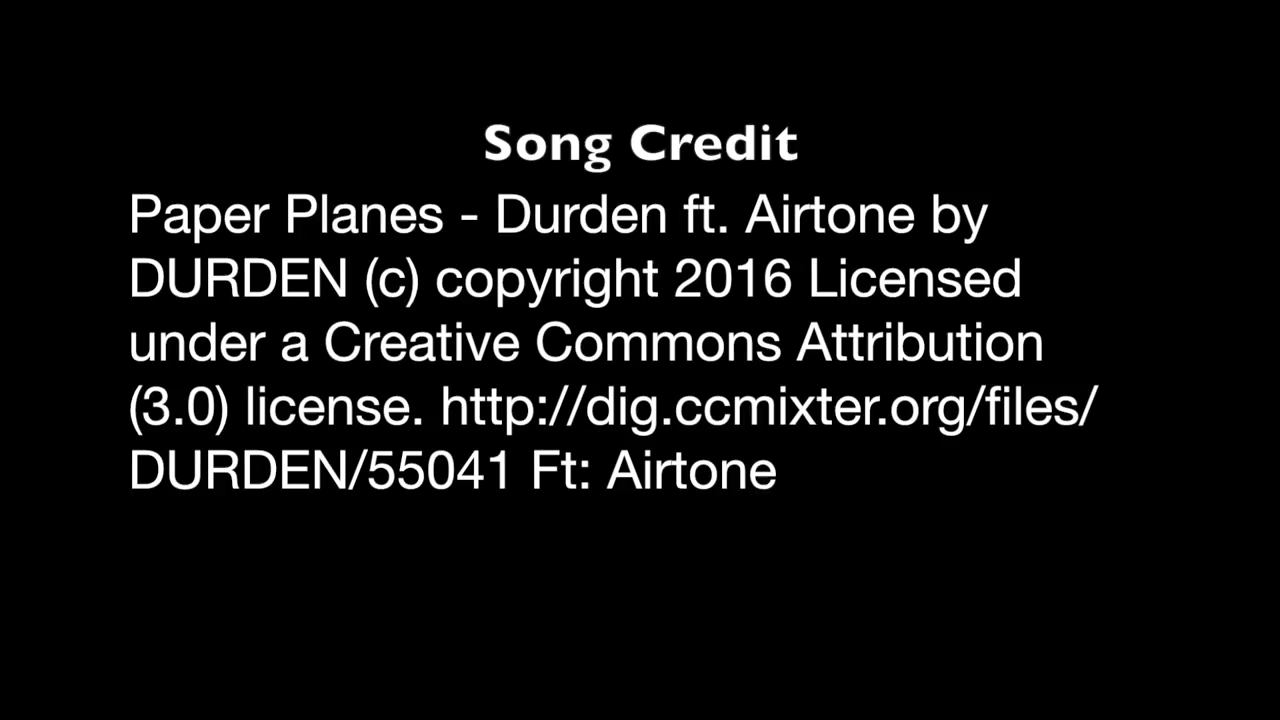 Song Credit
Paper Planes - Durden ft. Airtone by
DURDEN (c) copyright 2016 Licensed
under a Creative Commons Attribution
(3.0) license. http://dig.ccmixter.org/files/
DURDEN/55041 Ft: Airtone